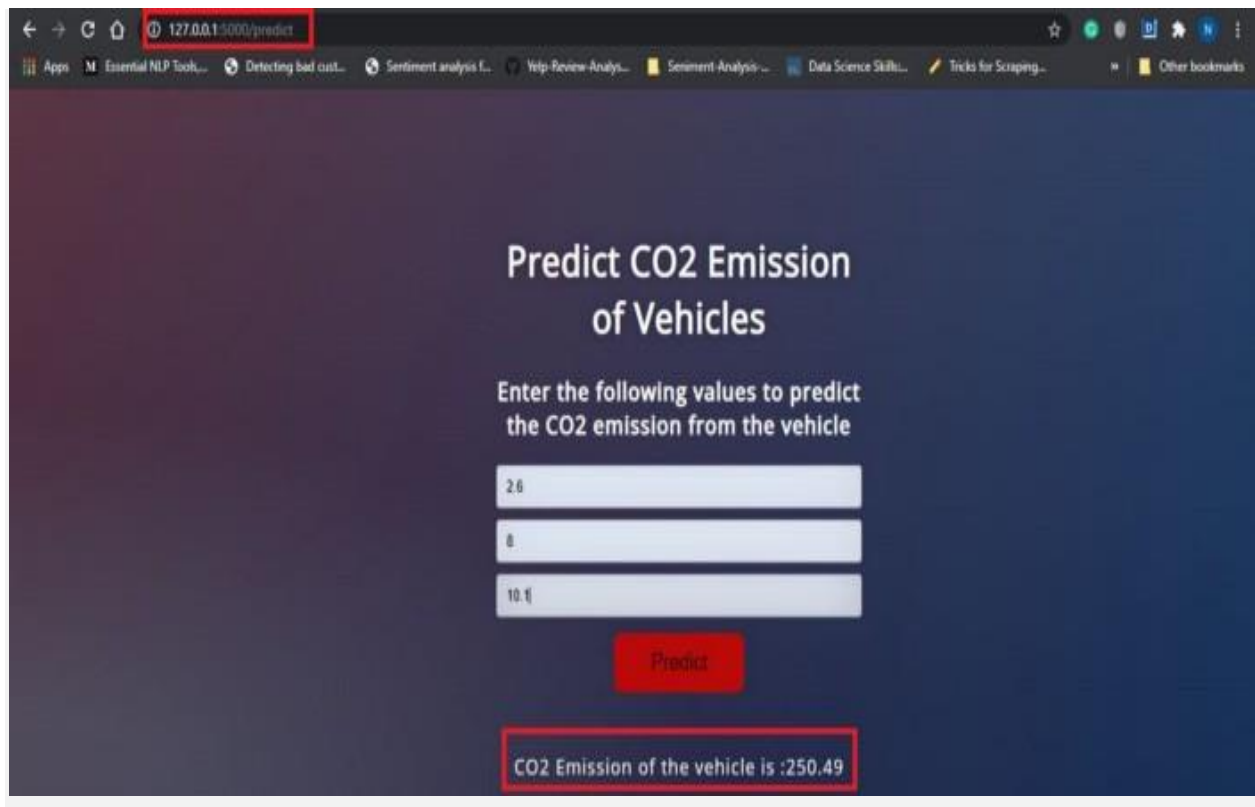 127.0.0.1:5000/predict
Apps M Essential NLP Tools,... Detecting bad cust... Sentiment analysis f... Yelp-Review-Analys... Seniment-Analysis-... Data Science Skills:... Tricks for Scraping... » Other bookmarks
Predict CO2 Emission
of Vehicles
Enter the following values to predict
the CO2 emission from the vehicle
2.6
8
10.1
Predict
CO2 Emission of the vehicle is :250.49